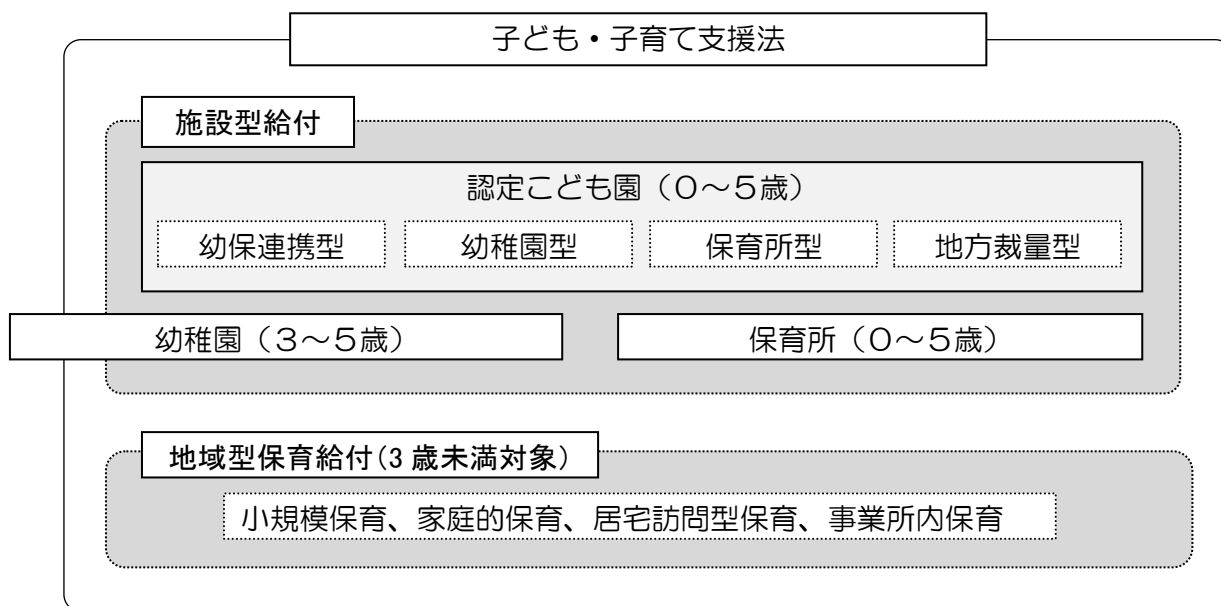 子ども・子育て支援法
施設型給付
認定こども園（０～５歳）
幼保連携型
幼稚園型
保育所型
地方裁量型
幼稚園（３～５歳）
保育所（０～５歳）
地域型保育給付(３歳未満対象)
小規模保育、家庭的保育、居宅訪問型保育、事業所内保育